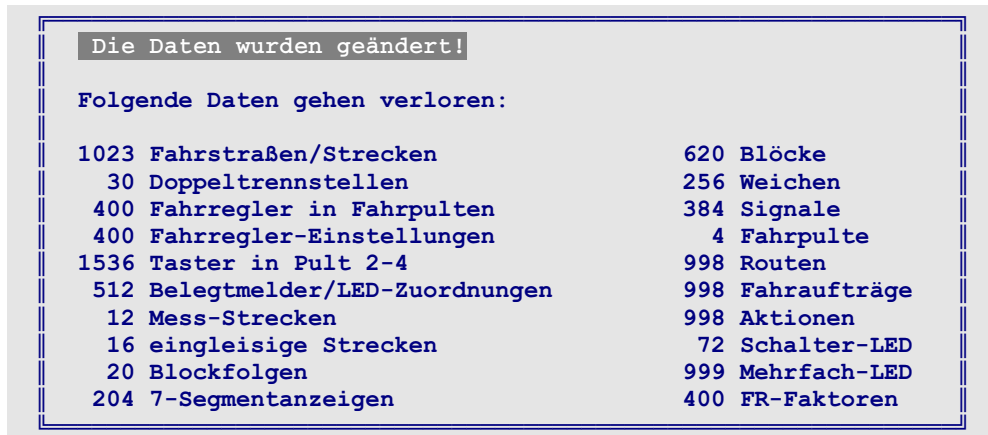 Die Daten wurden geändert!
Folgende Daten gehen verloren:
1023 Fahrstraßen/Strecken 620 Blöcke
30 Doppeltrennstellen 256 Weichen
400 Fahrregler in Fahrpulten 384 Signale
400 Fahrregler-Einstellungen 4 Fahrpulte
1536 Taster in Pult 2-4 998 Routen
512 Belegtmelder/LED-Zuordnungen 998 Fahraufträge
12 Mess-Strecken 998 Aktionen
16 eingleisige Strecken 72 Schalter-LED
20 Blockfolgen 999 Mehrfach-LED
204 7-Segmentanzeigen 400 FR-Faktoren